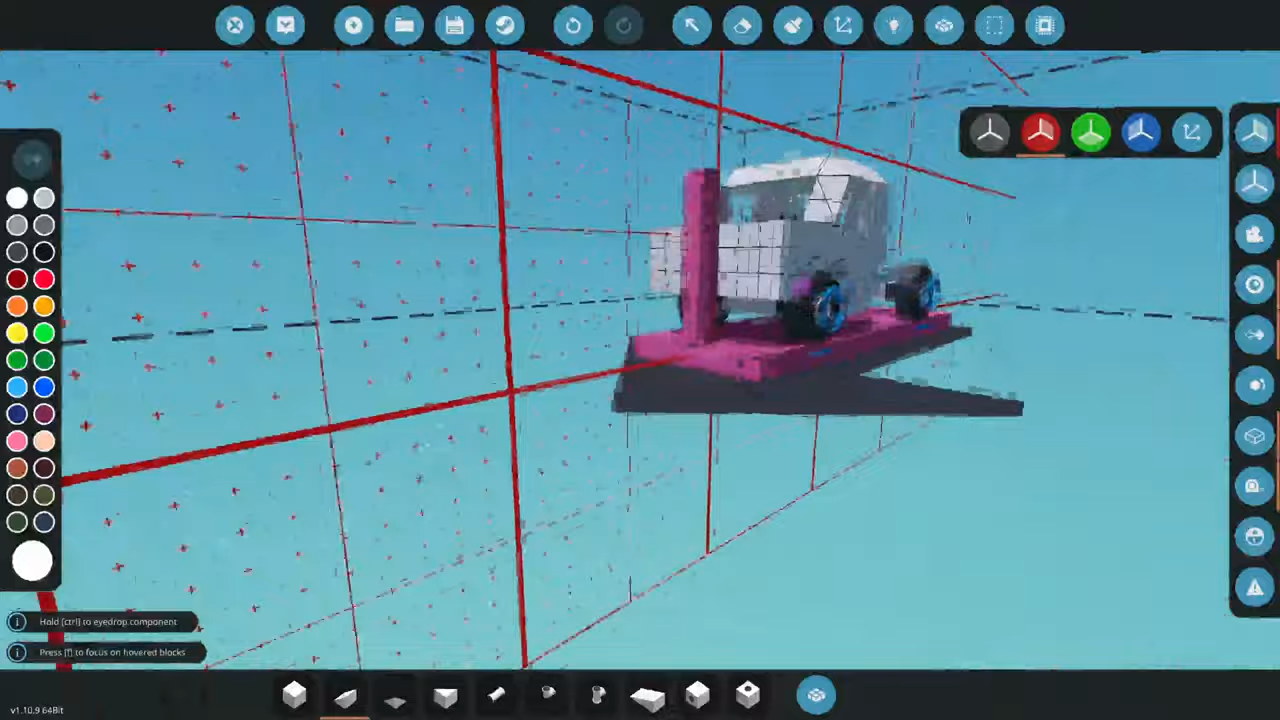 Hold [ctrl] to eyedrop component
Press [f] to focus on hovered blocks
v1.10.9 64Bit